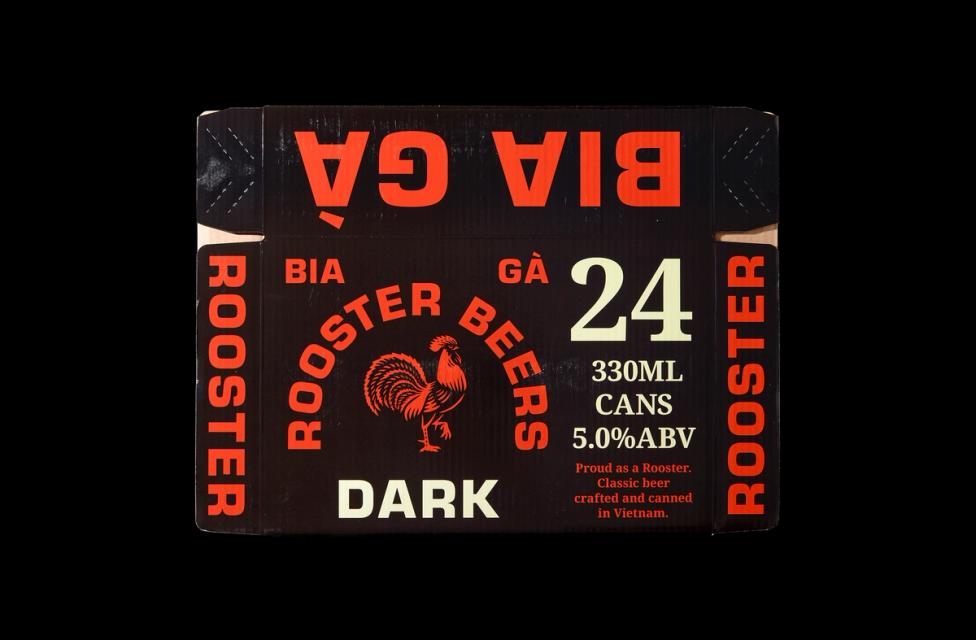 BIA GÀ
ROOSTER
BIA GÀ
ROOSTER BEERS
DARK
24
330ML
CANS
5.0%ABV
Proud as a Rooster.
Classic beer
crafted and canned
in Vietnam.
ROOSTER